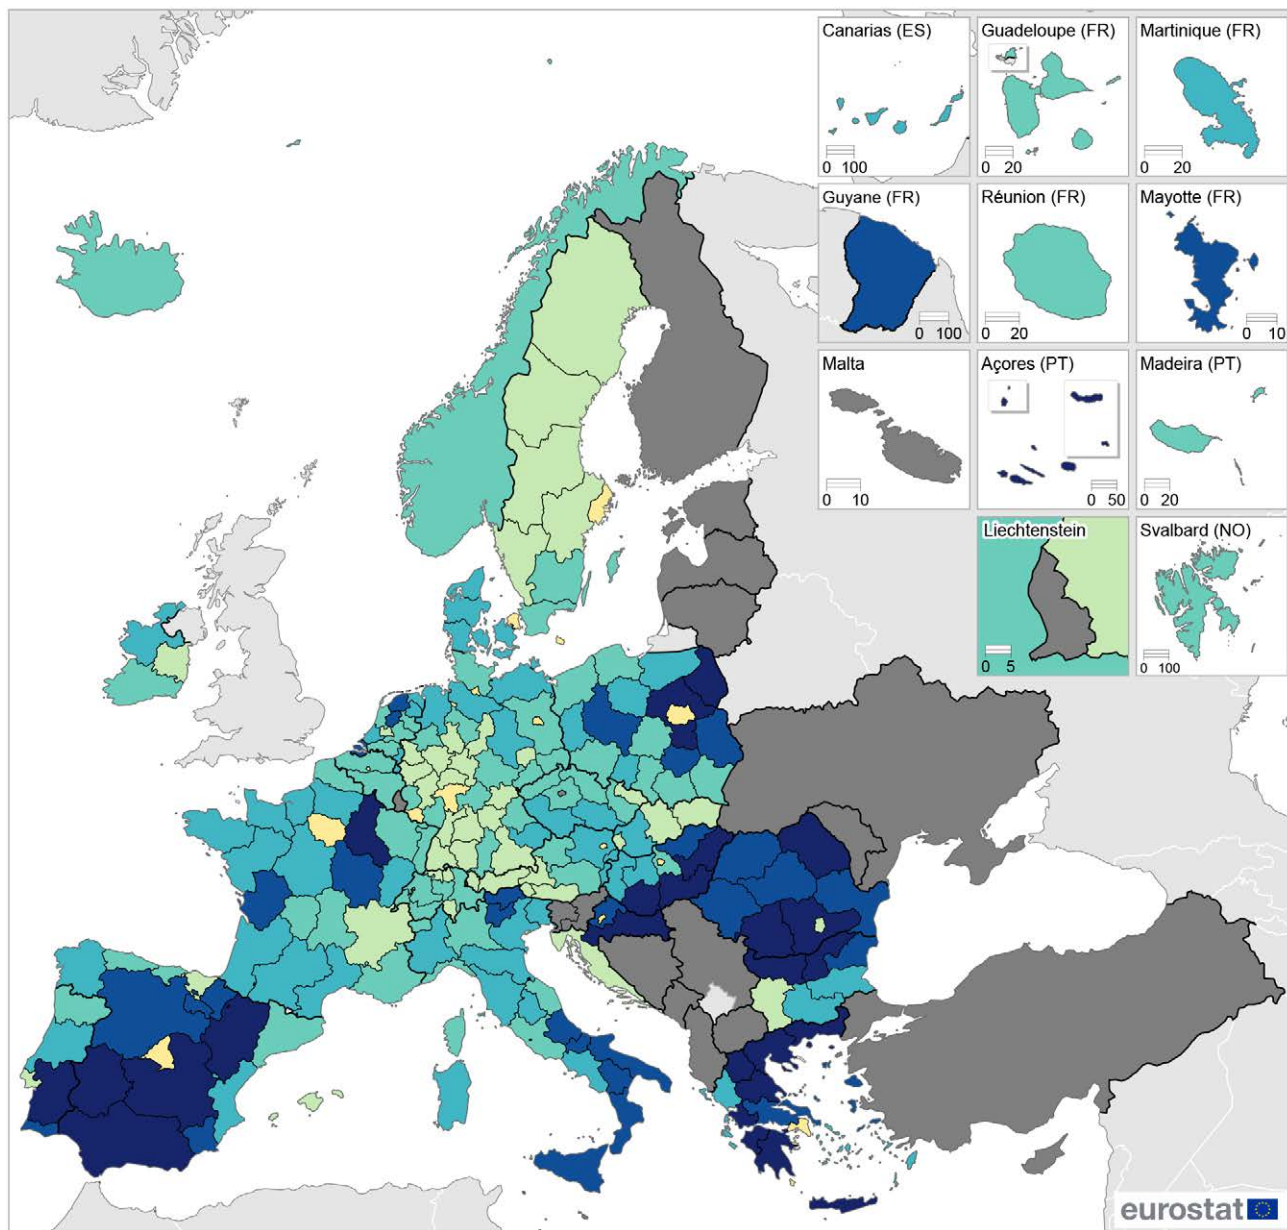 Canarias (ES)
0 100
Guadeloupe (FR)
0 20
Martinique (FR)
0 20
Guyane (FR)
0 100
Réunion (FR)
0 20
Mayotte (FR)
0 10
Malta
0 10
Açores (PT)
0 50
Madeira (PT)
0 20
Liechtenstein
0 5
Svalbard (NO)
0 100
eurostat